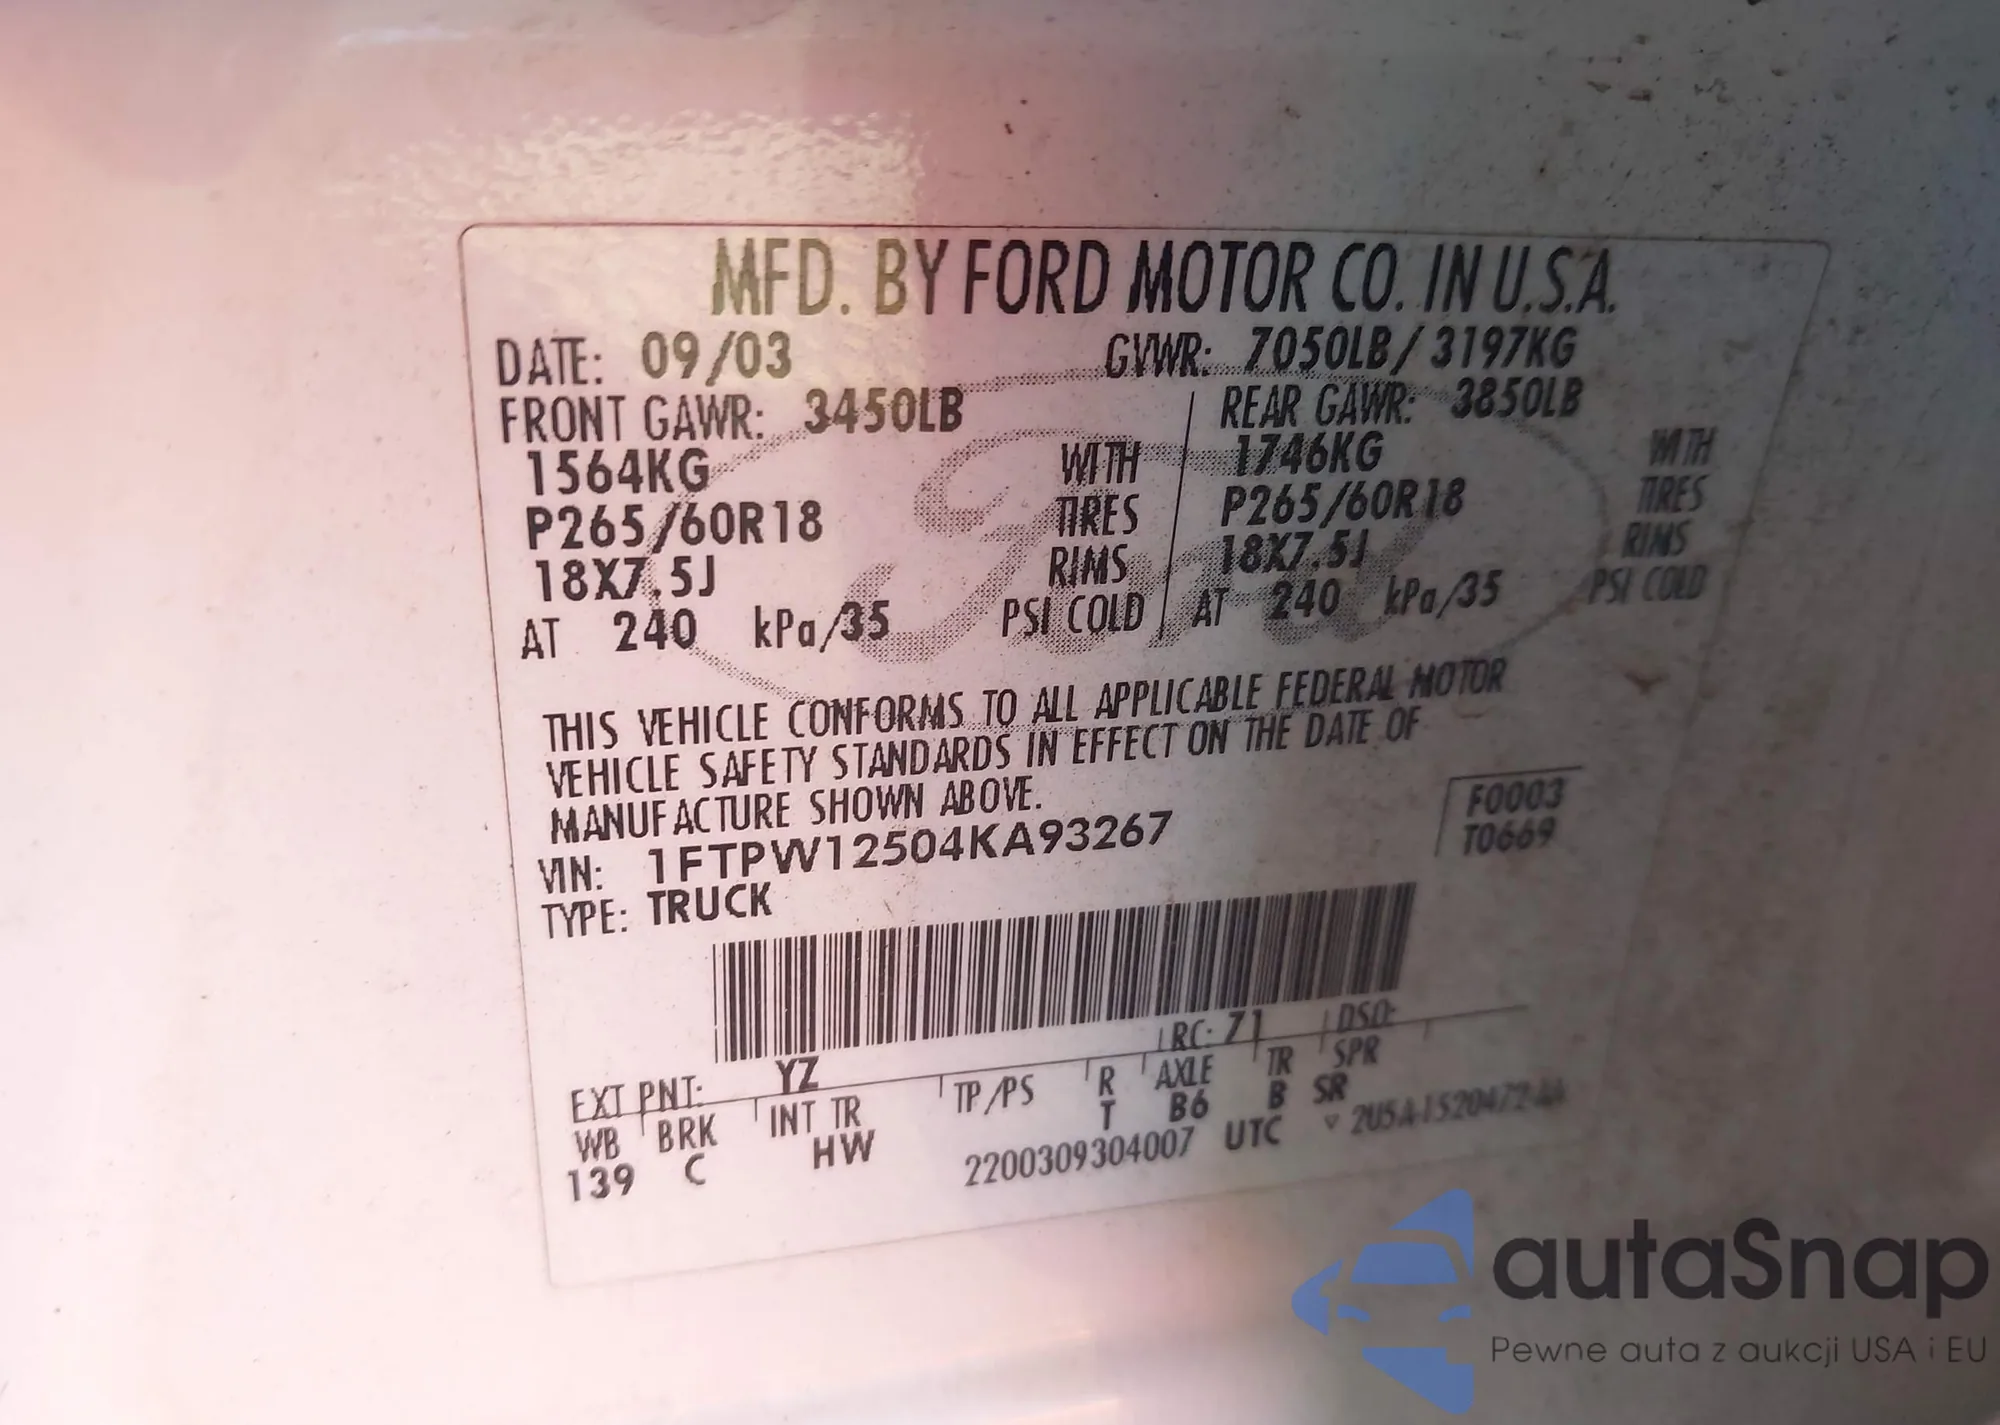 MFD. BY FORD MOTOR CO. IN U.S.A.
DATE: 09/03 GVWR: 7050LB/3197KG
FRONT GAWR: 3450LB REAR GAWR: 3850LB
1564KG WITH 1746KG WITH
P265/60R18 TIRES P265/60R18 TIRES
18X7.5J RIMS 18X7.5J RIMS
AT 240 kPa/35 PSI COLD AT 240 kPa/35 PSI COLD
THIS VEHICLE CONFORMS TO ALL APPLICABLE FEDERAL MOTOR
VEHICLE SAFETY STANDARDS IN EFFECT ON THE DATE OF
MANUFACTURE SHOWN ABOVE.
VIN: 1FTPW12504KA93267 F0003
TYPE: TRUCK T0669
Ford
EXT PNT: YZ RC: 71 DSO:
WB BRK INT TR TP/PS R AXLE TR SPR
139 C HW T B6 B SR
2200309304007 UTC
autaSnap
Pewne auta z aukcji USA i EU